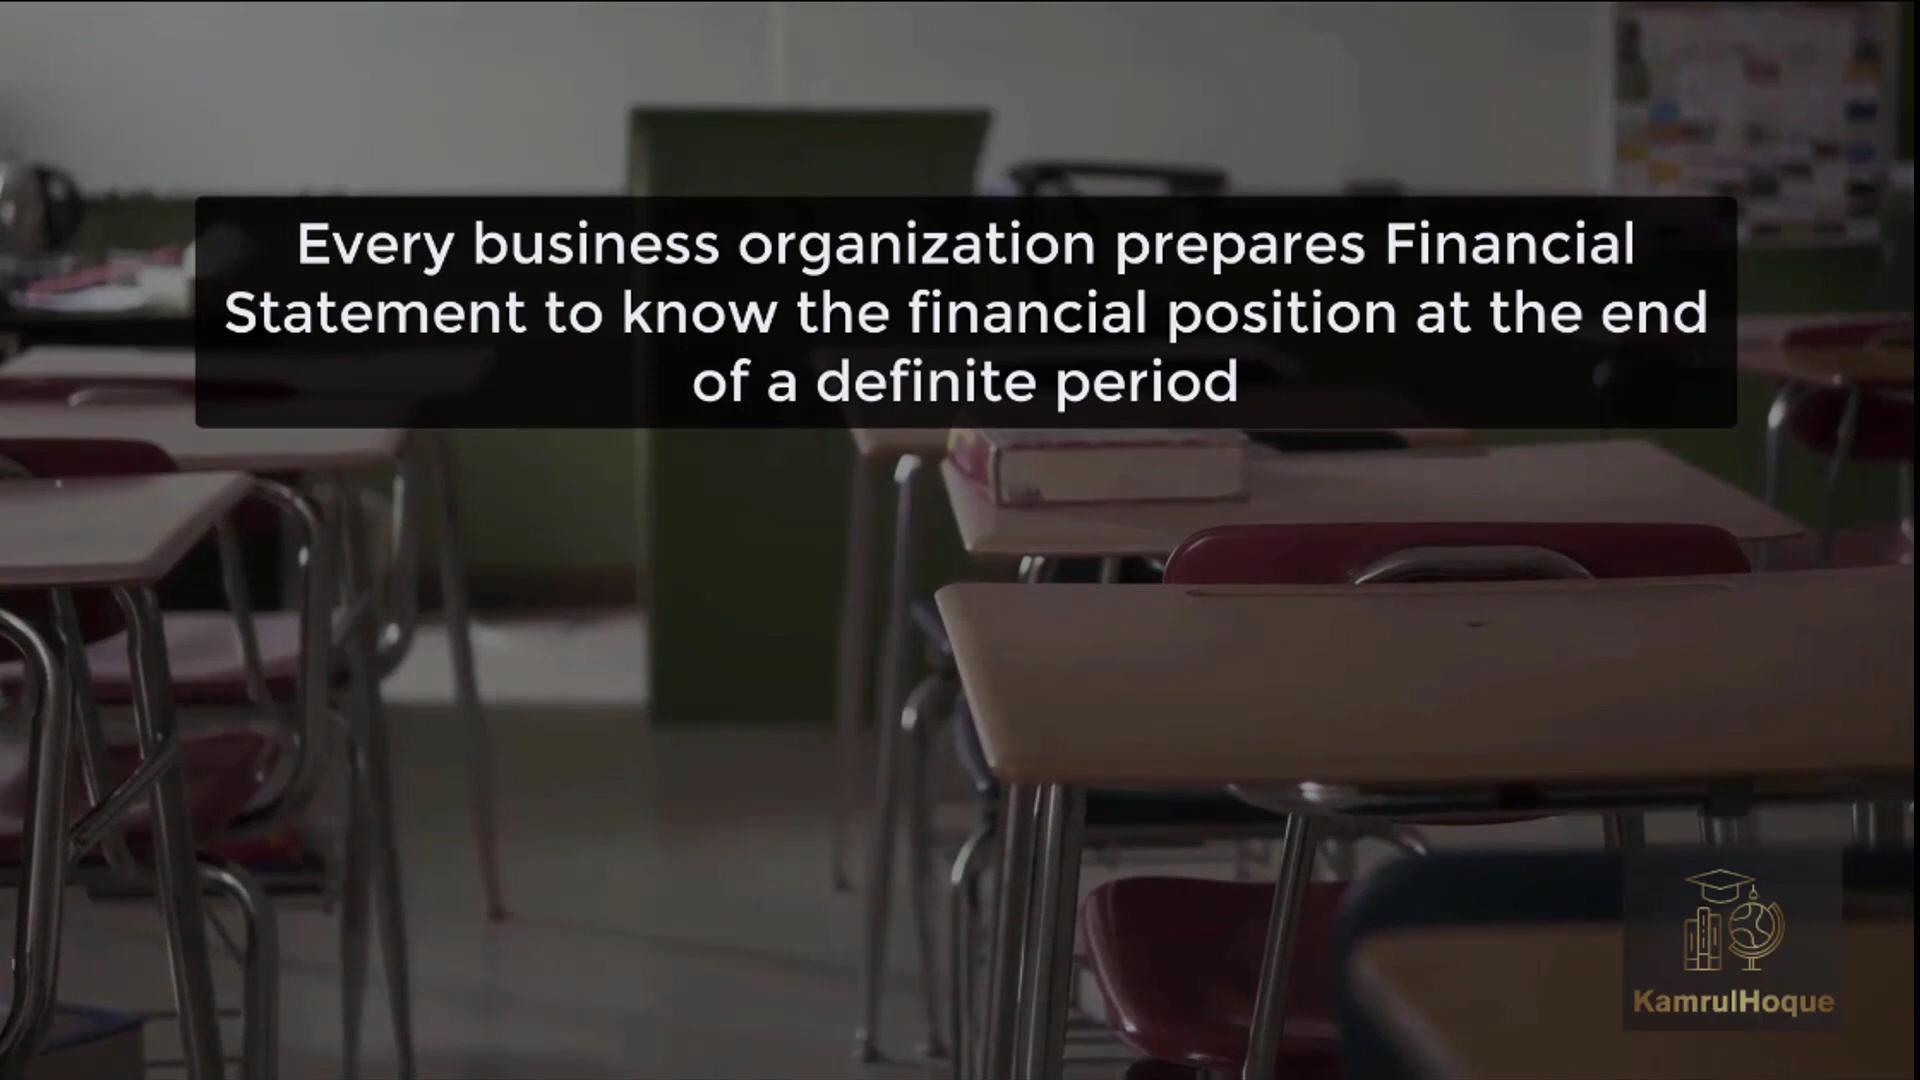 Every business organization prepares Financial
Statement to know the financial position at the end
of a definite period
KamrulHoque